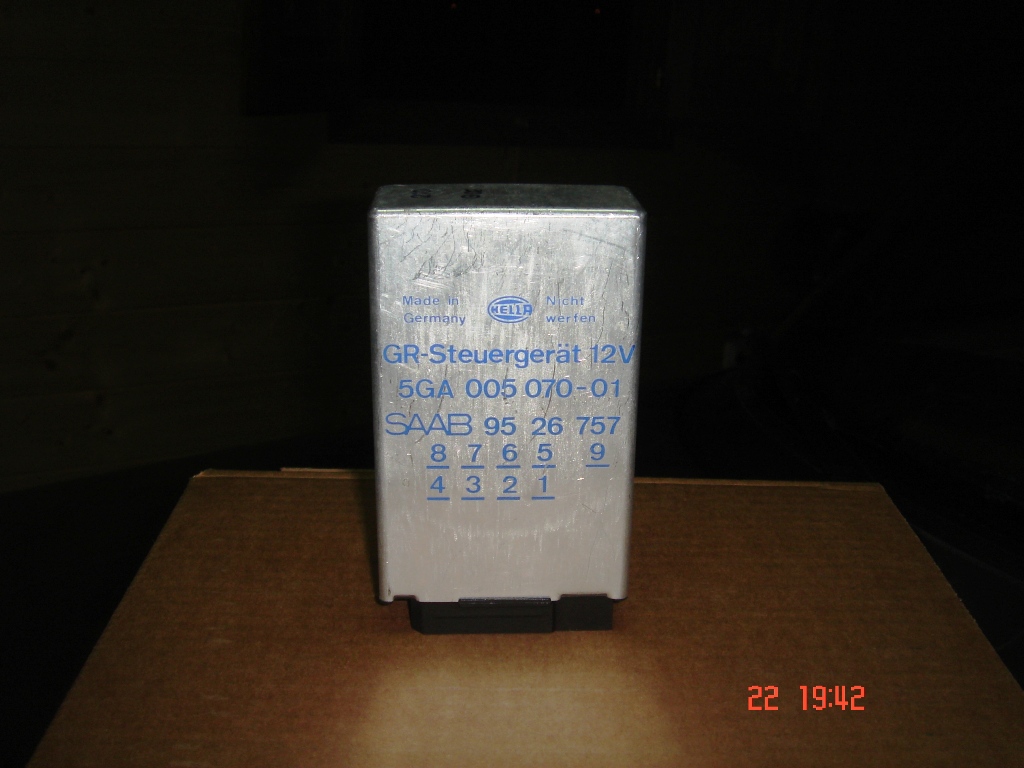 Made in HELLA Nicht
Germany werfen
GR-Steuergerät 12V
5GA 005 070-01
SAAB 95 26 757
8 7 6 5 9
4 3 2 1
22 19:42